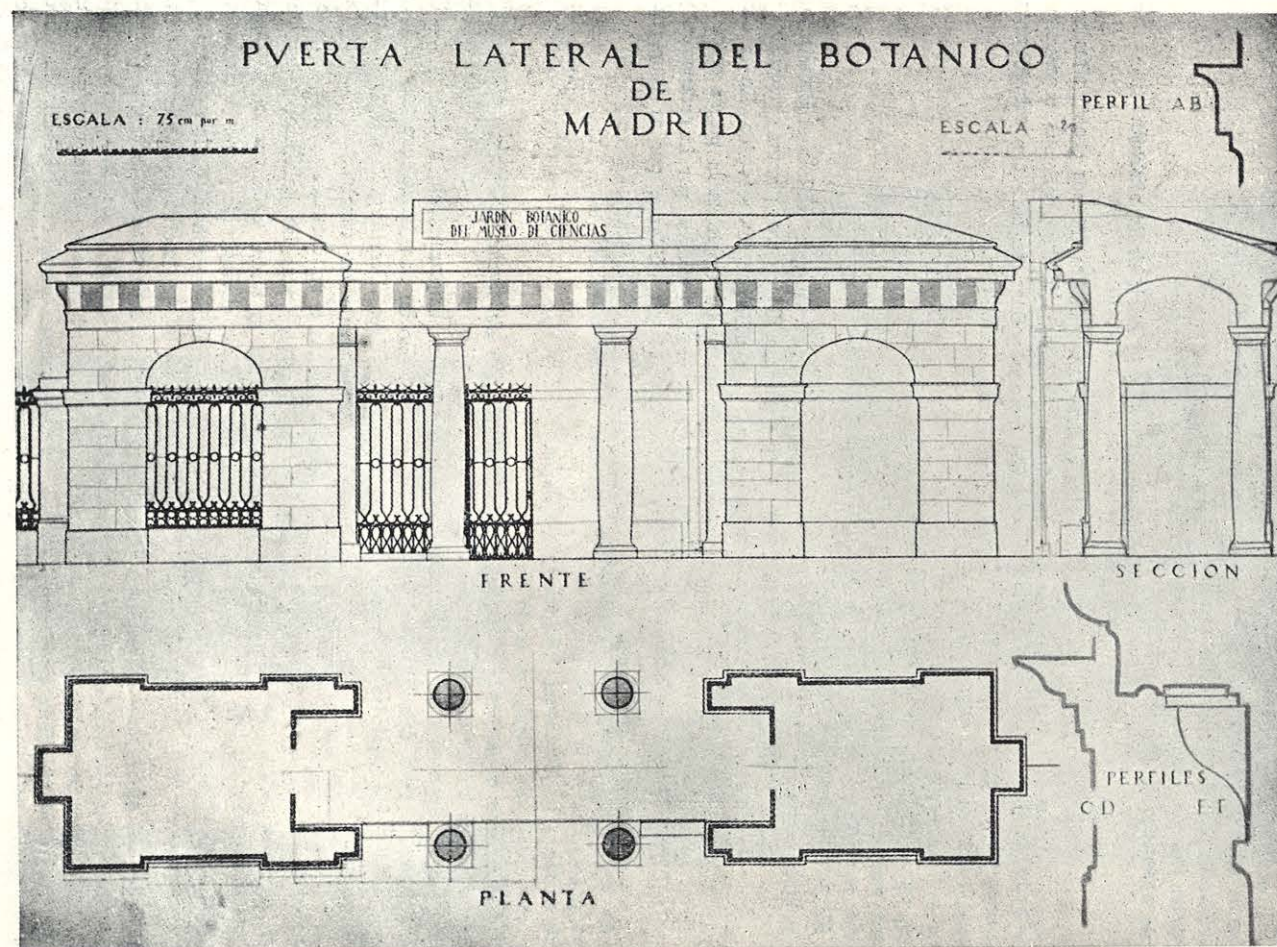 PVERTA LATERAL DEL BOTANICO
DE
MADRID
ESCALA : 75 cm por m
ESCALA
PERFIL AB
JARDIN BOTANICO
DEL MUSEO DE CIENCIAS
FRENTE
SECCION
PERFILES
CD EF
PLANTA